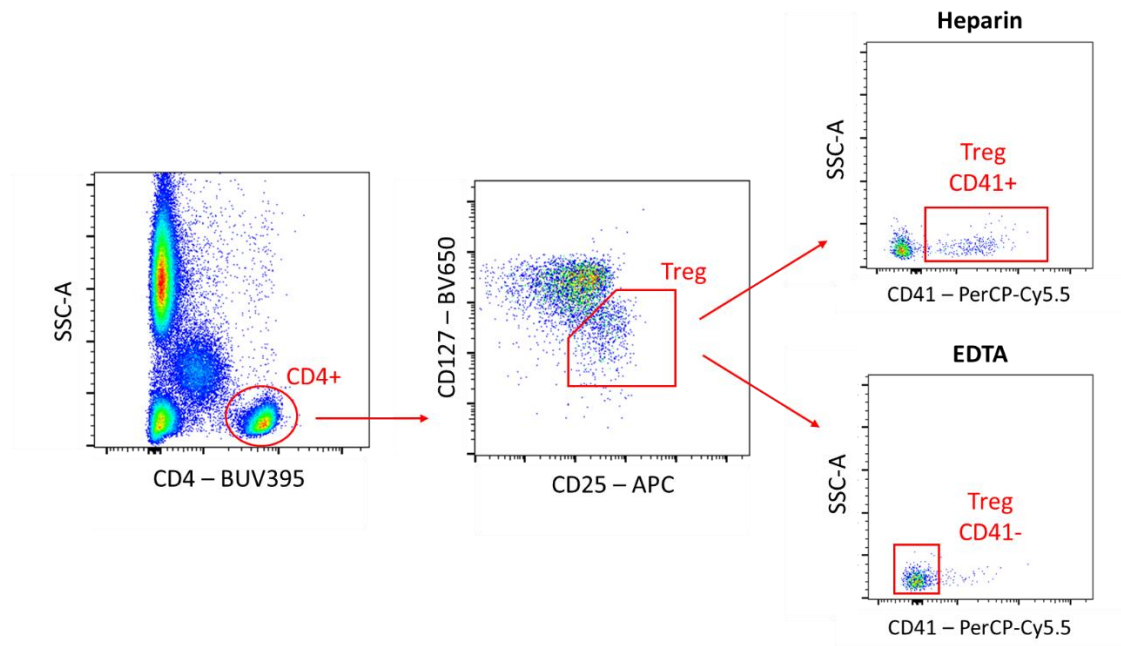 Heparin
SSC-A
Treg
CD41+
CD41 – PerCP-Cy5.5
SSC-A
CD4+
CD4 – BUV395
CD127 – BV650
Treg
CD25 – APC
EDTA
SSC-A
Treg
CD41-
CD41 – PerCP-Cy5.5